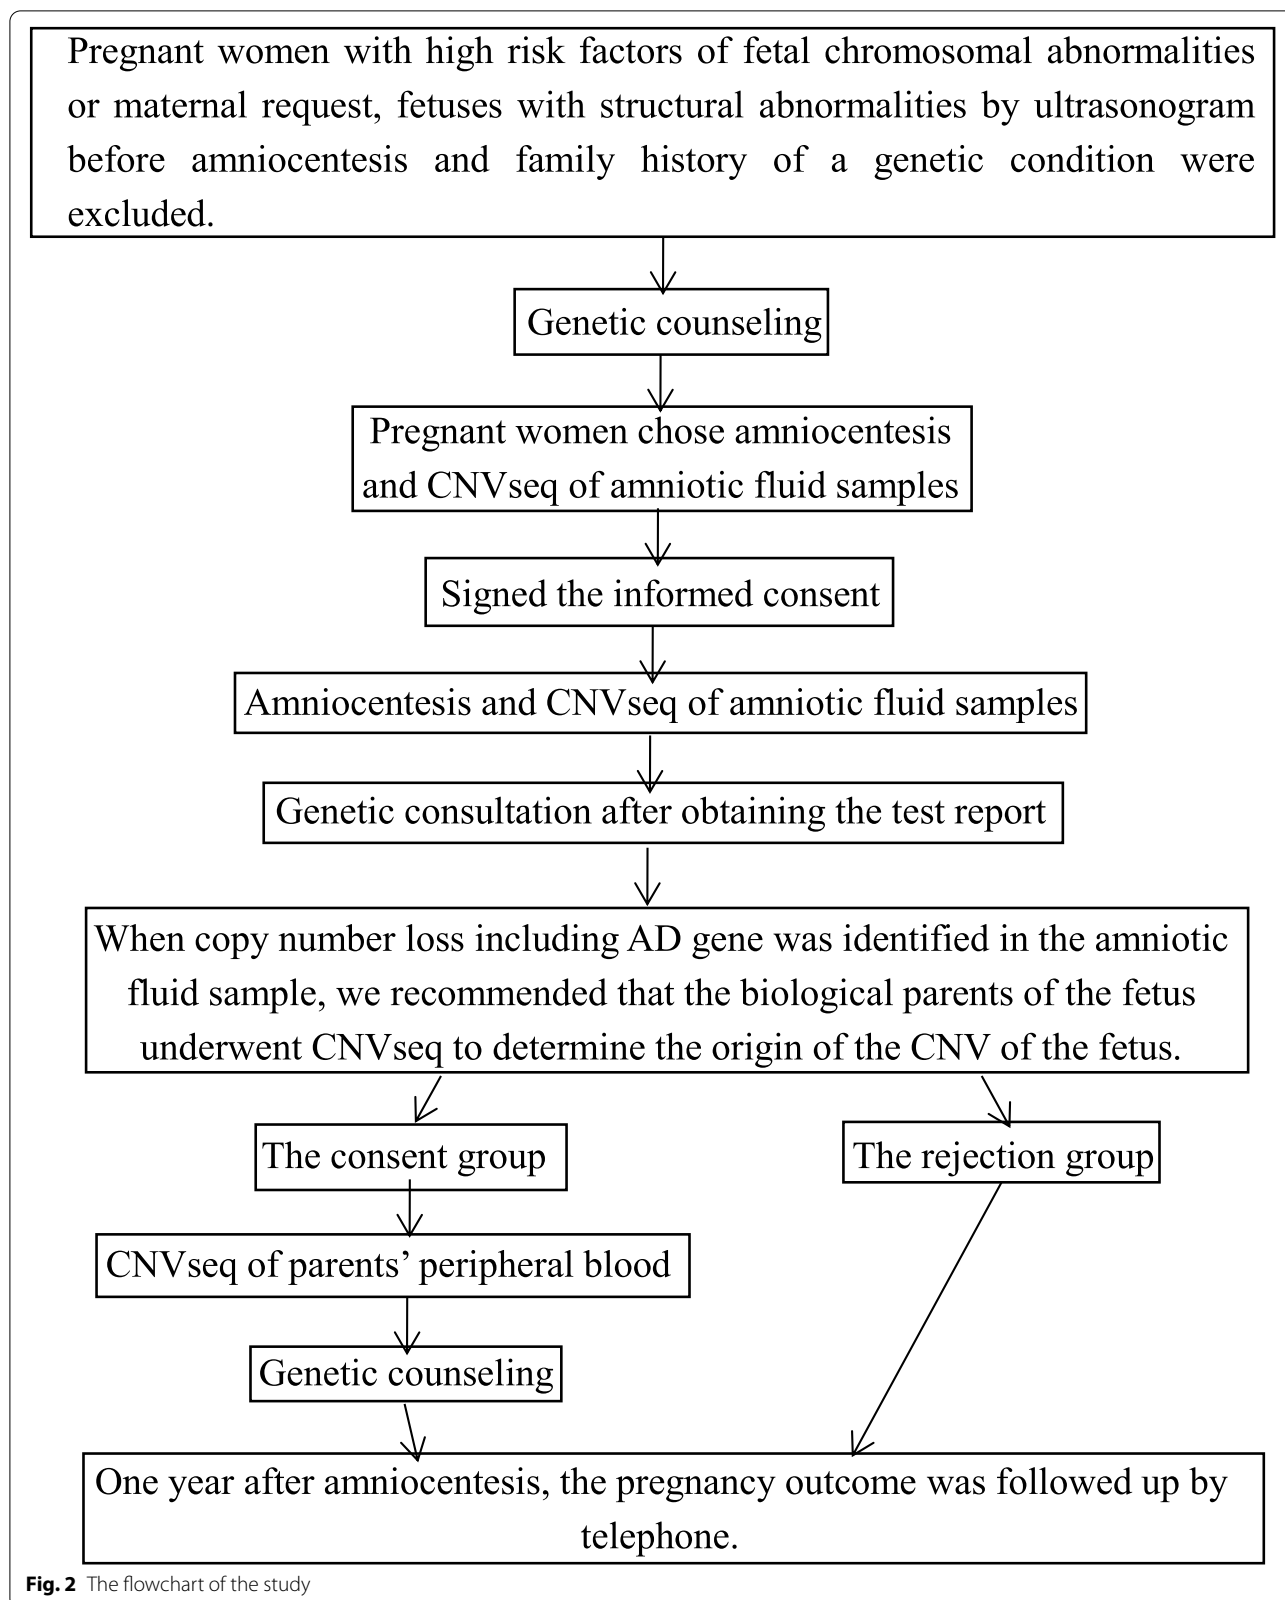 Pregnant women with high risk factors of fetal chromosomal abnormalities
or maternal request, fetuses with structural abnormalities by ultrasonogram
before amniocentesis and family history of a genetic condition were
excluded.
Genetic counseling
Pregnant women chose amniocentesis
and CNVseq of amniotic fluid samples
Signed the informed consent
Amniocentesis and CNVseq of amniotic fluid samples
Genetic consultation after obtaining the test report
When copy number loss including AD gene was identified in the amniotic
fluid sample, we recommended that the biological parents of the fetus
underwent CNVseq to determine the origin of the CNV of the fetus.
The consent group
The rejection group
CNVseq of parents’ peripheral blood
Genetic counseling
One year after amniocentesis, the pregnancy outcome was followed up by
telephone.
Fig. 2 The flowchart of the study